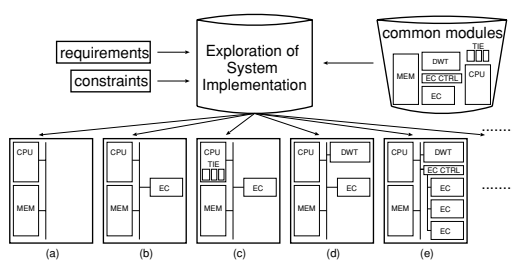 requirements
constraints
Exploration of
System
Implementation
common modules
TIE
MEM
DWT
EC CTRL
EC
CPU
CPU
MEM
(a)
CPU
MEM
EC
(b)
CPU
TIE
MEM
EC
(c)
CPU
MEM
DWT
EC
(d)
CPU
MEM
DWT
EC CTRL
EC
EC
EC
(e)